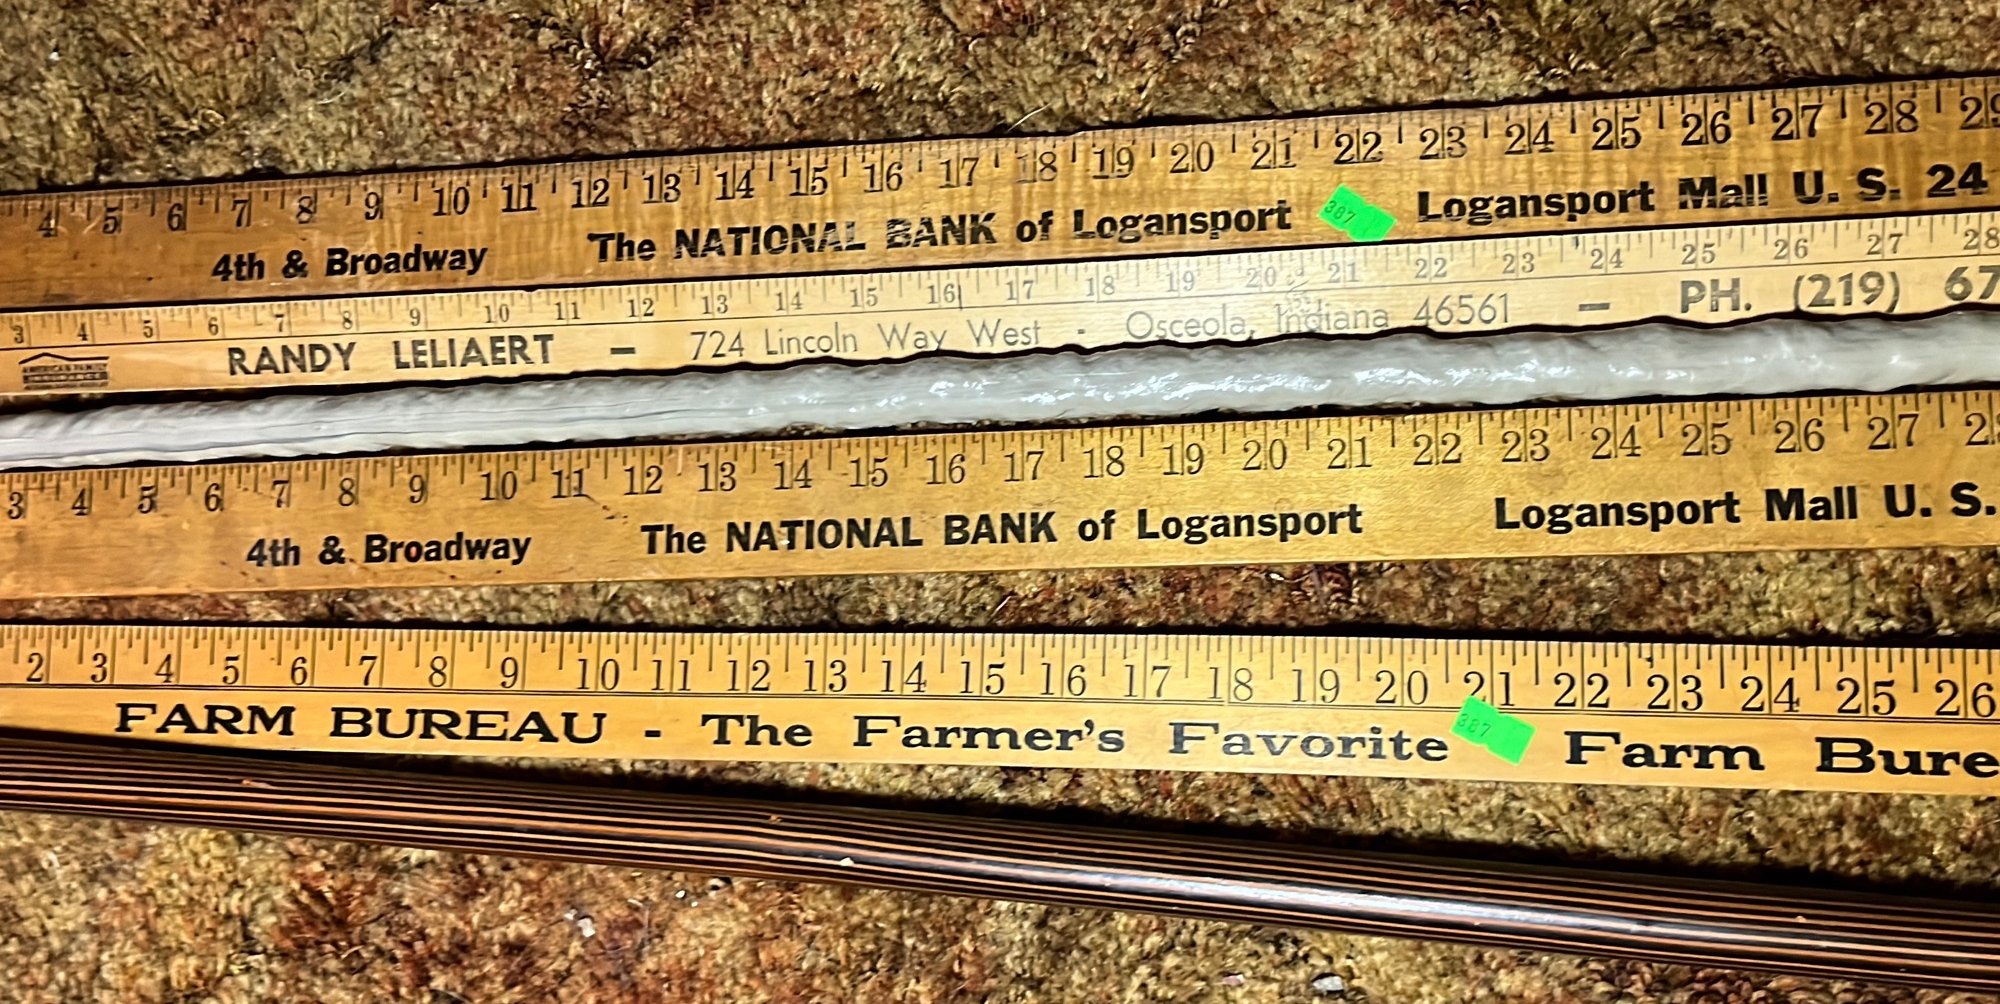 4 5 6 7 8 9 10 11 12 13 14 15 16 17 18 19 20 21 22 23 24 25 26 27 28 29
4th & Broadway The NATIONAL BANK of Logansport 387 Logansport Mall U. S. 24
3 4 5 6 7 8 9 10 11 12 13 14 15 16 17 18 19 20 21 22 23 24 25 26 27 28
AMERICAN FAMILY
INSURANCE
RANDY LELIAERT — 724 Lincoln Way West - Osceola, Indiana 46561 — PH. (219) 67
3 4 5 6 7 8 9 10 11 12 13 14 15 16 17 18 19 20 21 22 23 24 25 26 27 2
4th & Broadway The NATIONAL BANK of Logansport Logansport Mall U. S.
2 3 4 5 6 7 8 9 10 11 12 13 14 15 16 17 18 19 20 21 22 23 24 25 26
FARM BUREAU - The Farmer's Favorite 387 Farm Bure